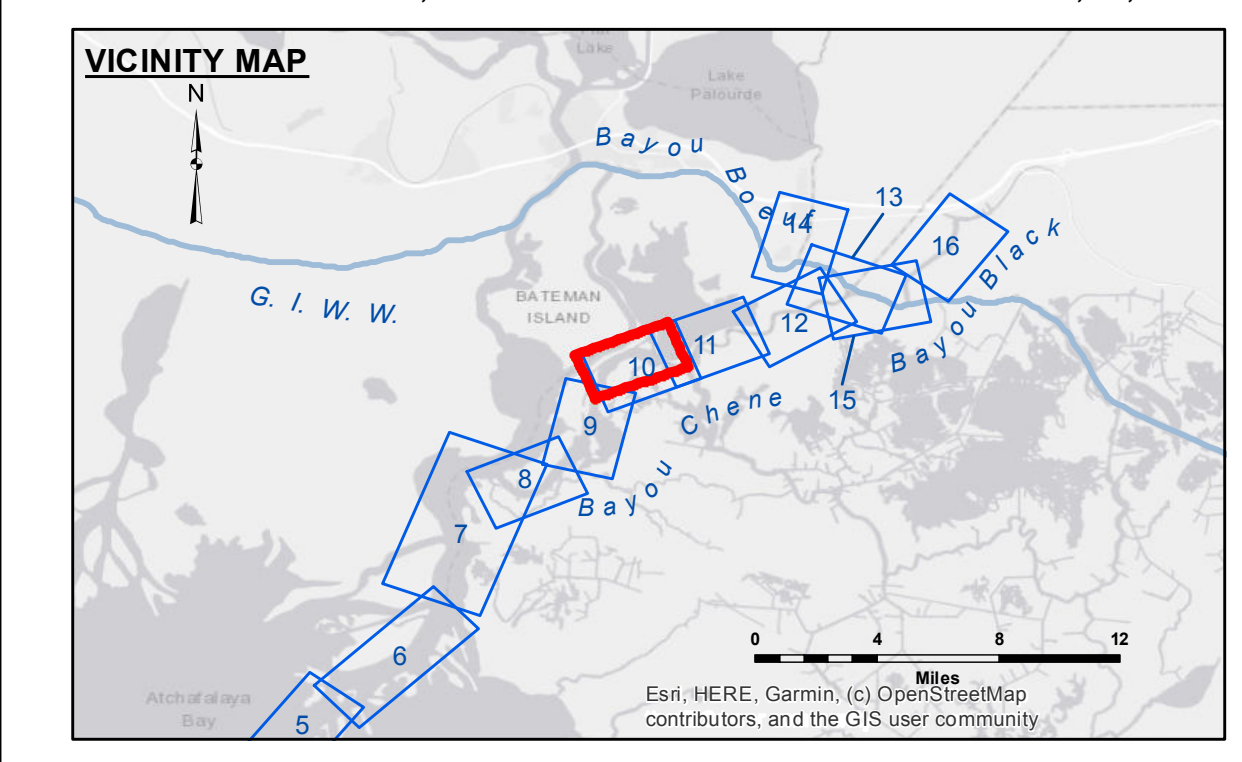 VICINITY MAP
N
Lake
Lake
Palourde
Bayou
Boeuf
13
14
16
Bayou Black
G. I. W. W.
BATEMAN
ISLAND
12
11
10
15
Chene
9
8
Bayou
7
6
5
Atchafalaya
Bay
0 4 8 12
Miles
Esri, HERE, Garmin, (c) OpenStreetMap
contributors, and the GIS user community